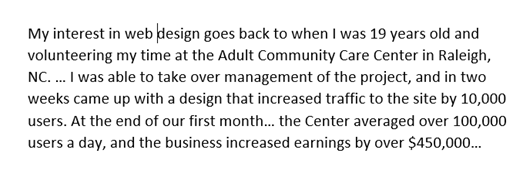 My interest in web design goes back to when I was 19 years old and
volunteering my time at the Adult Community Care Center in Raleigh,
NC. ... I was able to take over management of the project, and in two
weeks came up with a design that increased traffic to the site by 10,000
users. At the end of our first month... the Center averaged over 100,000
users a day, and the business increased earnings by over $450,000...